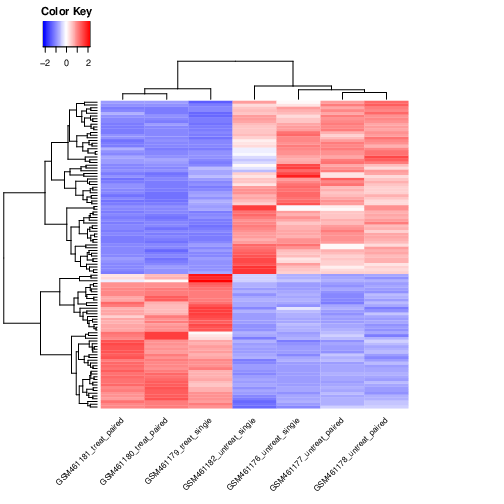 Color Key
−2 0 2
GSM461181_treat_paired
GSM461180_treat_paired
GSM461179_treat_single
GSM461182_untreat_single
GSM461176_untreat_single
GSM461177_untreat_paired
GSM461178_untreat_paired